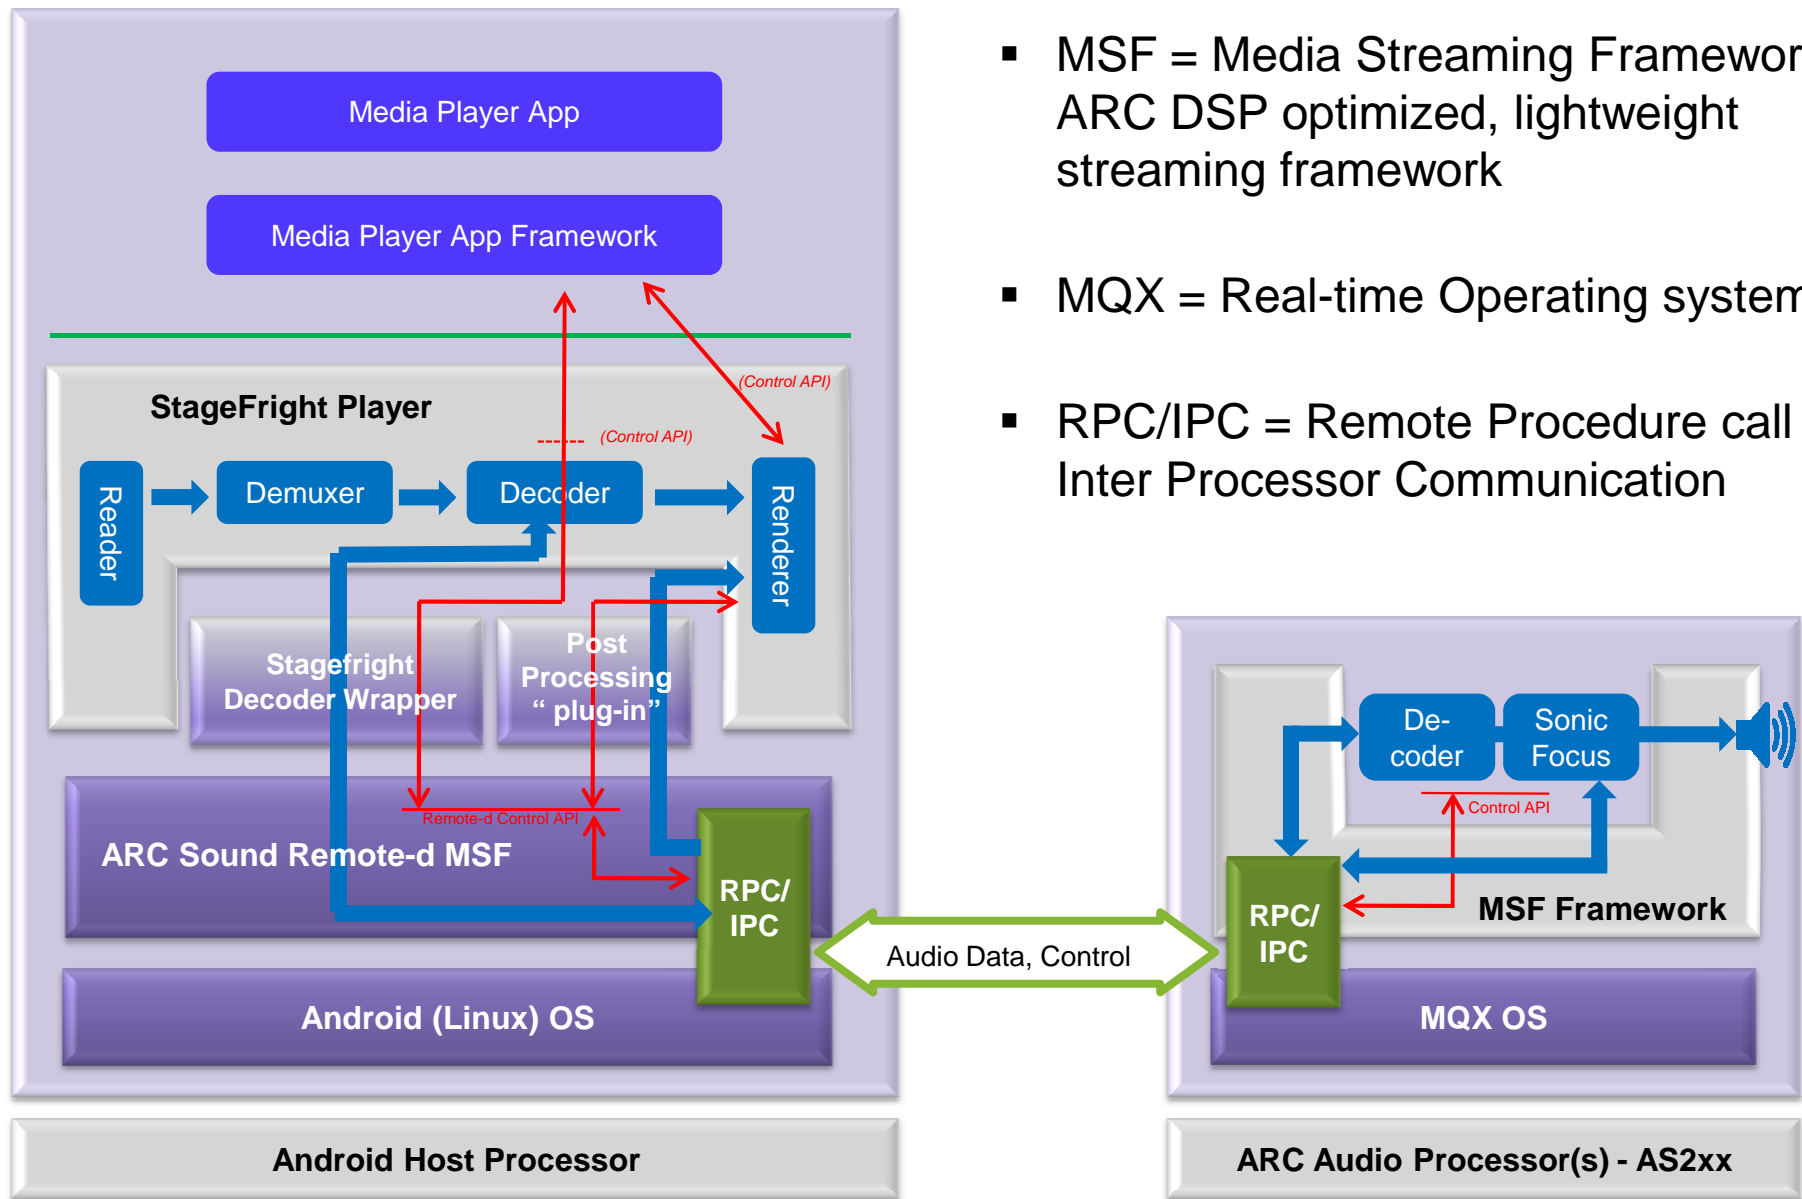 Media Player App
Media Player App Framework
(Control API)
StageFright Player
(Control API)
Reader
Demuxer
Decoder
Renderer
Stagefright
Decoder Wrapper
Post
Processing
“ plug-in”
Remote-d Control API
ARC Sound Remote-d MSF
RPC/
IPC
Android (Linux) OS
Android Host Processor
Audio Data, Control
▪ MSF = Media Streaming Framewor
ARC DSP optimized, lightweight
streaming framework
▪ MQX = Real-time Operating system
▪ RPC/IPC = Remote Procedure call
Inter Processor Communication
De-
coder
Sonic
Focus
Control API
MSF Framework
RPC/
IPC
MQX OS
ARC Audio Processor(s) - AS2xx